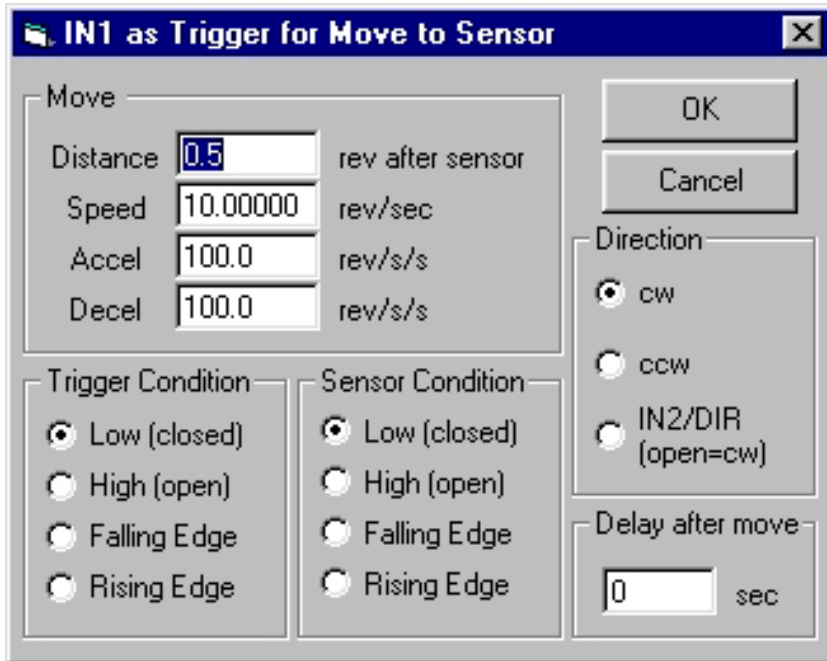 IN1 as Trigger for Move to Sensor
Move
Distance 0.5 rev after sensor
Speed 10.00000 rev/sec
Accel 100.0 rev/s/s
Decel 100.0 rev/s/s
OK
Cancel
Direction
cw
ccw
IN2/DIR
(open=cw)
Trigger Condition
Low (closed)
High (open)
Falling Edge
Rising Edge
Sensor Condition
Low (closed)
High (open)
Falling Edge
Rising Edge
Delay after move
0 sec